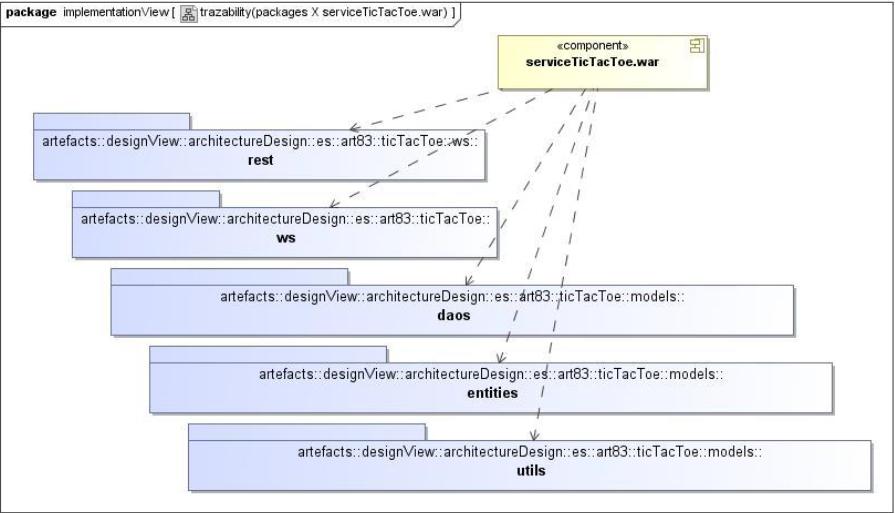 package implementationView [ trazability(packages X serviceTicTacToe.war) ]
«component»
serviceTicTacToe.war
artefacts::designView::architectureDesign::es::art83::ticTacToe::ws::
rest
artefacts::designView::architectureDesign::es::art83::ticTacToe::
ws
artefacts::designView::architectureDesign::es::art83::ticTacToe::models::
daos
artefacts::designView::architectureDesign::es::art83::ticTacToe::models::
entities
artefacts::designView::architectureDesign::es::art83::ticTacToe::models::
utils